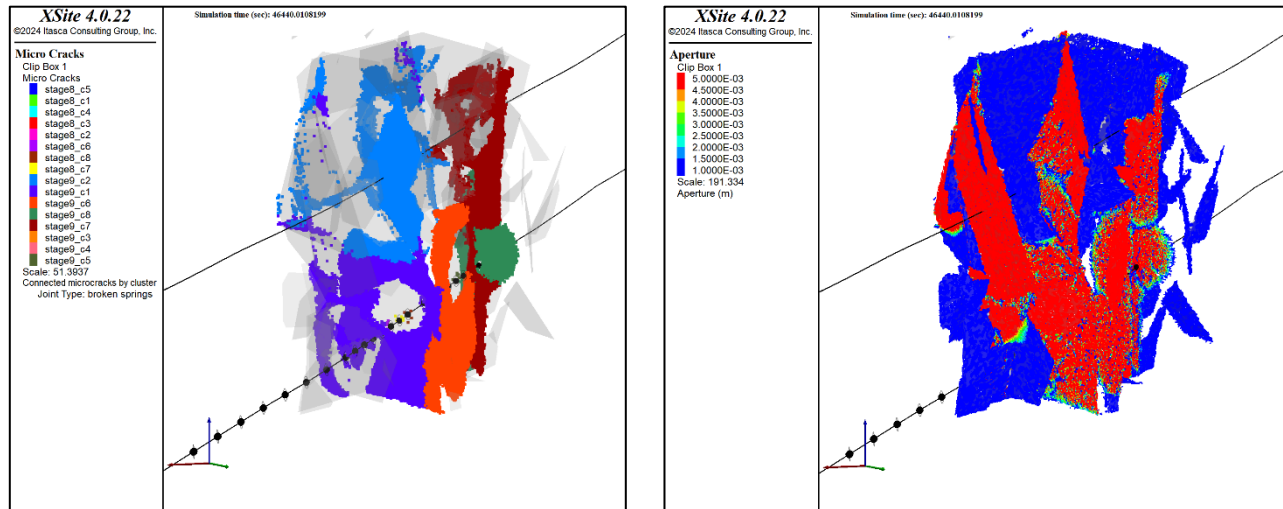 XSite 4.0.22
©2024 Itasca Consulting Group, Inc.
Simulation time (sec): 46440.0108199
Micro Cracks
Clip Box 1
Micro Cracks
stage8_c5
stage8_c1
stage8_c4
stage8_c3
stage8_c2
stage8_c6
stage8_c8
stage8_c7
stage9_c2
stage9_c1
stage9_c6
stage9_c8
stage9_c7
stage9_c3
stage9_c4
stage9_c5
Scale: 51.3937
Connected microcracks by cluster
Joint Type: broken springs
XSite 4.0.22
©2024 Itasca Consulting Group, Inc.
Simulation time (sec): 46440.0108199
Aperture
Clip Box 1
5.0000E-03
4.5000E-03
4.0000E-03
3.5000E-03
3.0000E-03
2.5000E-03
2.0000E-03
1.5000E-03
1.0000E-03
Scale: 191.334
Aperture (m)